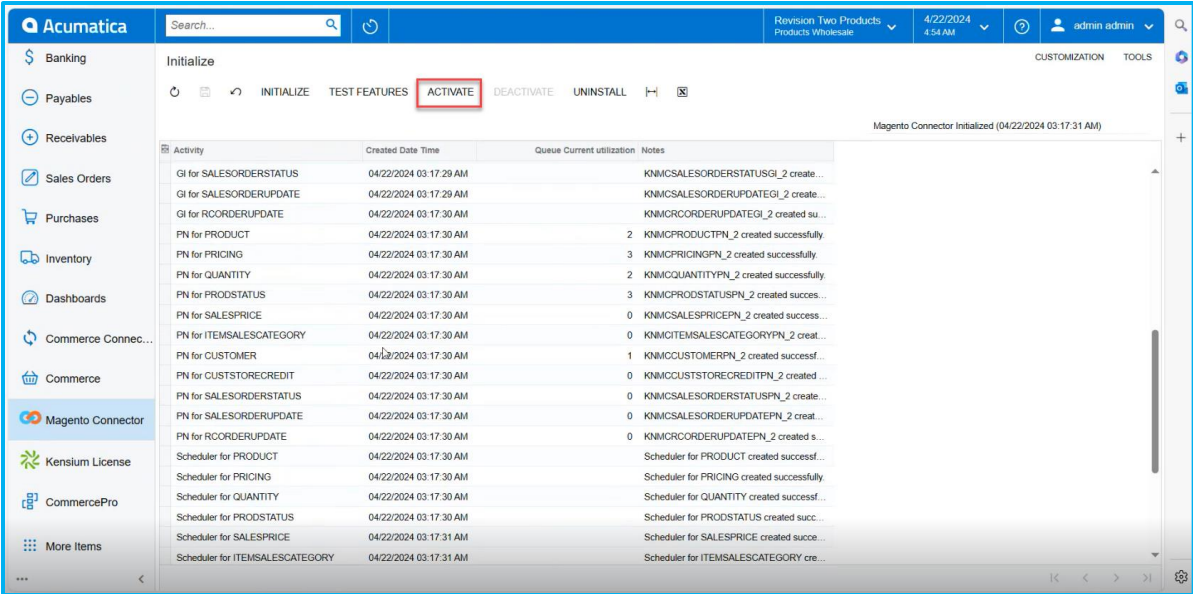 Acumatica
Search...
Revision Two Products
Products Wholesale
4/22/2024
4:54 AM
admin admin
Banking
Payables
Receivables
Sales Orders
Purchases
Inventory
Dashboards
Commerce Connec...
Commerce
Magento Connector
Kensium License
CommercePro
More Items
Initialize
CUSTOMIZATION TOOLS
INITIALIZE TEST FEATURES ACTIVATE DEACTIVATE UNINSTALL
Magento Connector Initialized (04/22/2024 03:17:31 AM)
Activity Created Date Time Queue Current utilization Notes
GI for SALESORDERSTATUS 04/22/2024 03:17:29 AM KNMCSALESORDERSTATUSGI_2 create...
GI for SALESORDERUPDATE 04/22/2024 03:17:29 AM KNMCSALESORDERUPDATEGI_2 create...
GI for RCORDERUPDATE 04/22/2024 03:17:30 AM KNMCRCORDERUPDATEGI_2 created su...
PN for PRODUCT 04/22/2024 03:17:30 AM 2 KNMCPRODUCTPN_2 created successfully.
PN for PRICING 04/22/2024 03:17:30 AM 3 KNMCPRICINGPN_2 created successfully.
PN for QUANTITY 04/22/2024 03:17:30 AM 2 KNMCQUANTITYPN_2 created successfully.
PN for PRODSTATUS 04/22/2024 03:17:30 AM 3 KNMCPRODSTATUSPN_2 created succes...
PN for SALESPRICE 04/22/2024 03:17:30 AM 0 KNMCSALESPRICEPN_2 created success...
PN for ITEMSALESCATEGORY 04/22/2024 03:17:30 AM 0 KNMCITEMSALESCATEGORYPN_2 creat...
PN for CUSTOMER 04/22/2024 03:17:30 AM 1 KNMCCUSTOMERPN_2 created successf...
PN for CUSTSTORECREDIT 04/22/2024 03:17:30 AM 0 KNMCCUSTSTORECREDITPN_2 created ...
PN for SALESORDERSTATUS 04/22/2024 03:17:30 AM 0 KNMCSALESORDERSTATUSPN_2 create...
PN for SALESORDERUPDATE 04/22/2024 03:17:30 AM 0 KNMCSALESORDERUPDATEPN_2 creat...
PN for RCORDERUPDATE 04/22/2024 03:17:30 AM 0 KNMCRCORDERUPDATEPN_2 created s...
Scheduler for PRODUCT 04/22/2024 03:17:30 AM Scheduler for PRODUCT created successf...
Scheduler for PRICING 04/22/2024 03:17:30 AM Scheduler for PRICING created successfully.
Scheduler for QUANTITY 04/22/2024 03:17:30 AM Scheduler for QUANTITY created successf...
Scheduler for PRODSTATUS 04/22/2024 03:17:30 AM Scheduler for PRODSTATUS created succ...
Scheduler for SALESPRICE 04/22/2024 03:17:31 AM Scheduler for SALESPRICE created succe...
Scheduler for ITEMSALESCATEGORY 04/22/2024 03:17:31 AM Scheduler for ITEMSALESCATEGORY cre...